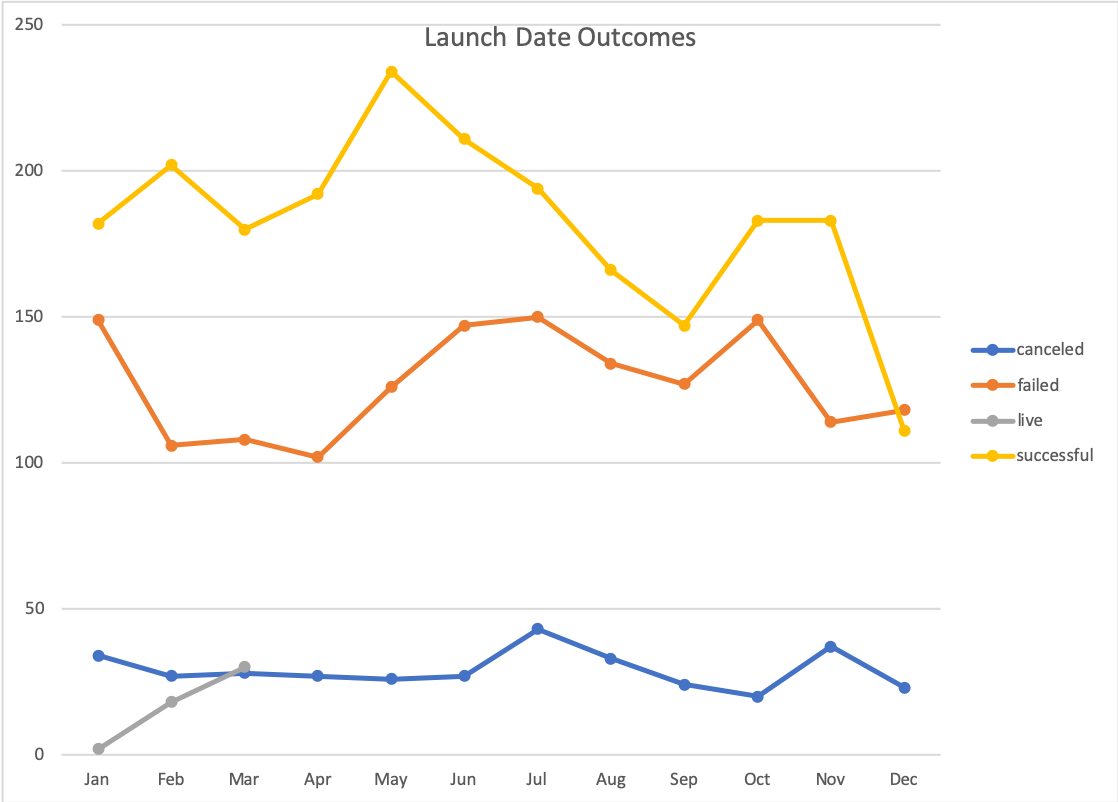 Launch Date Outcomes
250
200
150
100
50
0
Jan Feb Mar Apr May Jun Jul Aug Sep Oct Nov Dec
canceled
failed
live
successful